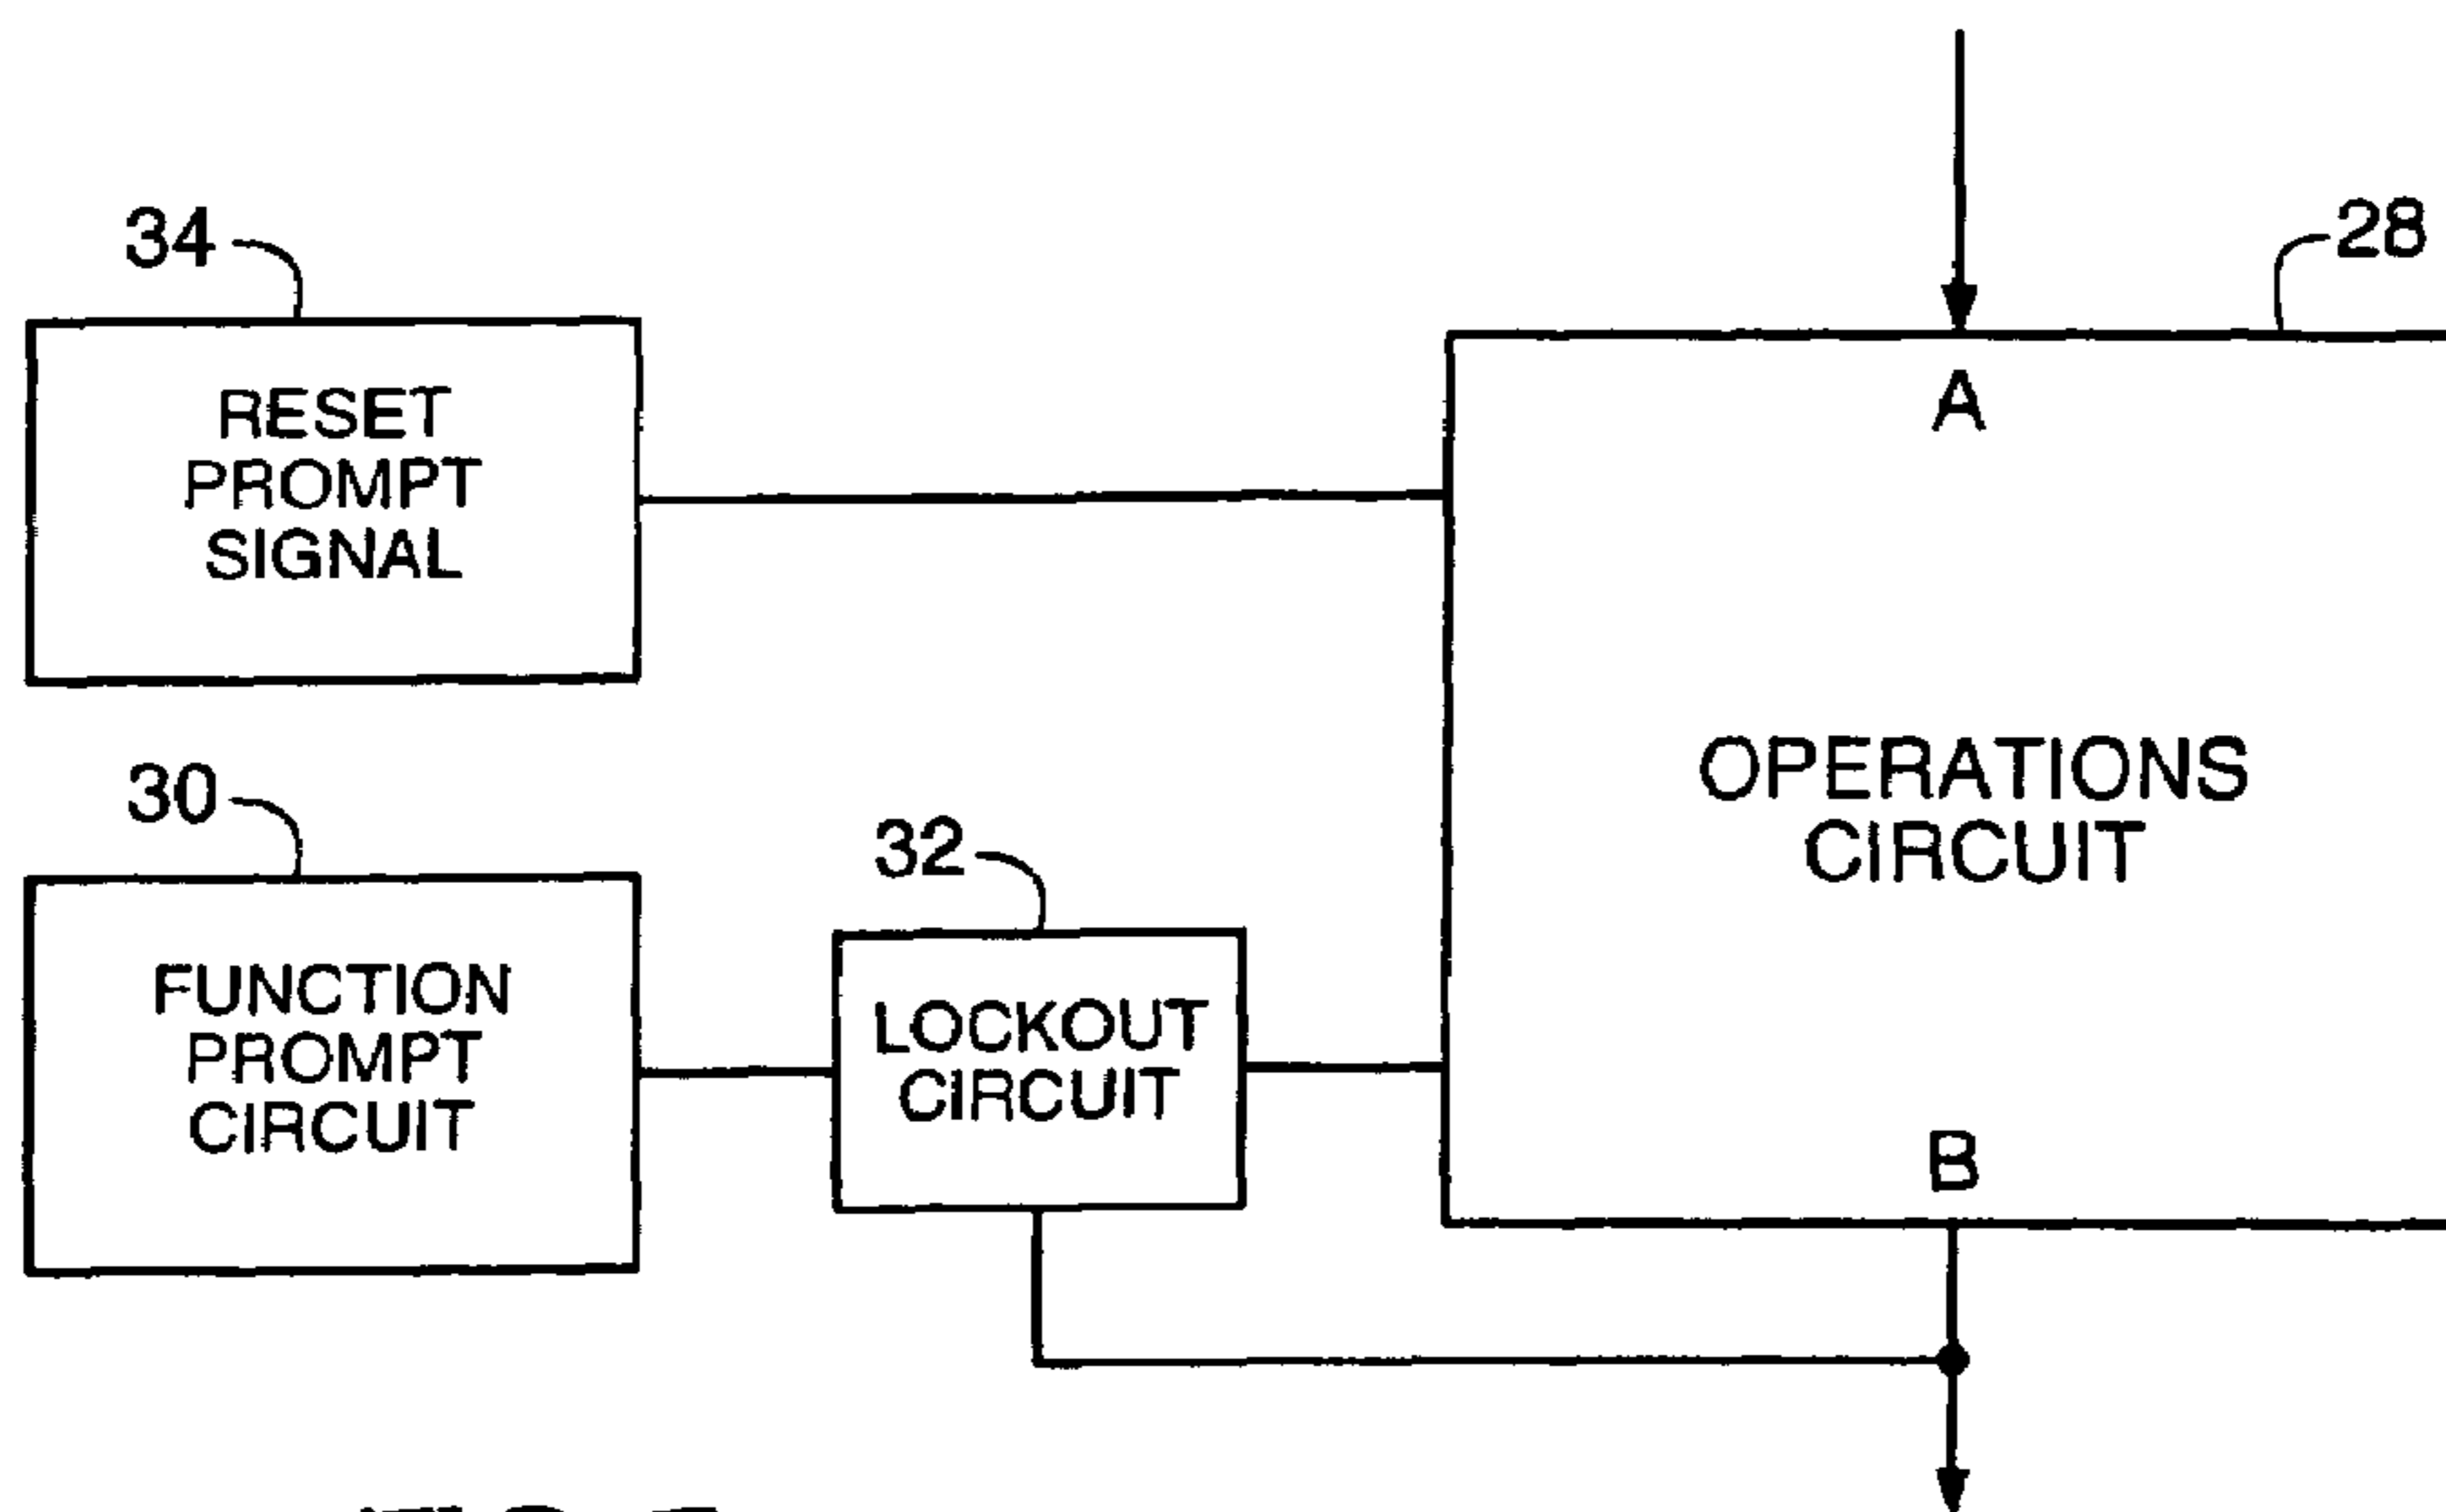 34
28
RESET
PROMPT
SIGNAL
A
OPERATIONS
CIRCUIT
30
32
FUNCTION
PROMPT
CIRCUIT
LOCKOUT
CIRCUIT
B